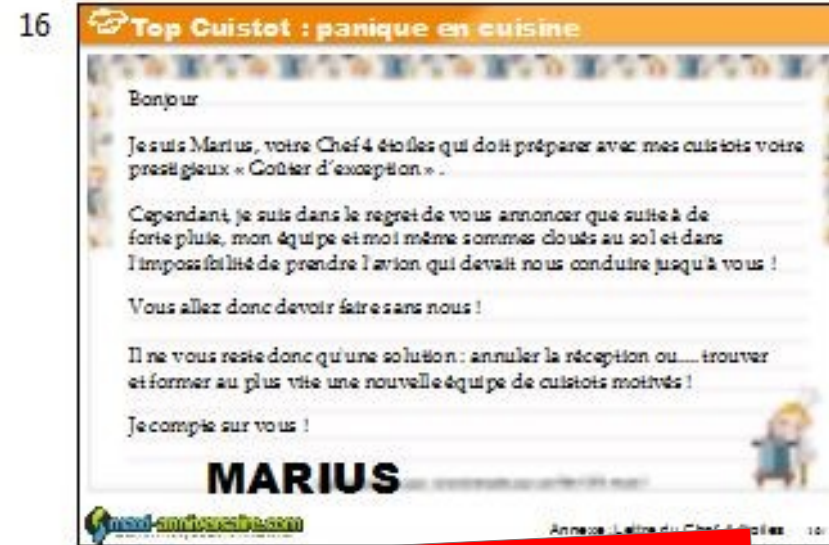 16
Top Cuistot : panique en cuisine
Bonjour
Je suis Marius, votre Chef 4 étoiles qui doit préparer avec mes cuistots votre
prestigieux « Goûter d'exception » .
Cependant, je suis dans le regret de vous annoncer que suite à de
forte pluie, mon équipe et moi même sommes cloués au sol et dans
l'impossibilité de prendre l'avion qui devait nous conduire jusqu'à vous !
Vous allez donc devoir faire sans nous !
Il ne vous reste donc qu'une solution : annuler la réception ou.... trouver
et former au plus vite une nouvelle équipe de cuistots motivés !
Je compte sur vous !
MARIUS
Annexe: Lettre du Chef 4 étoiles